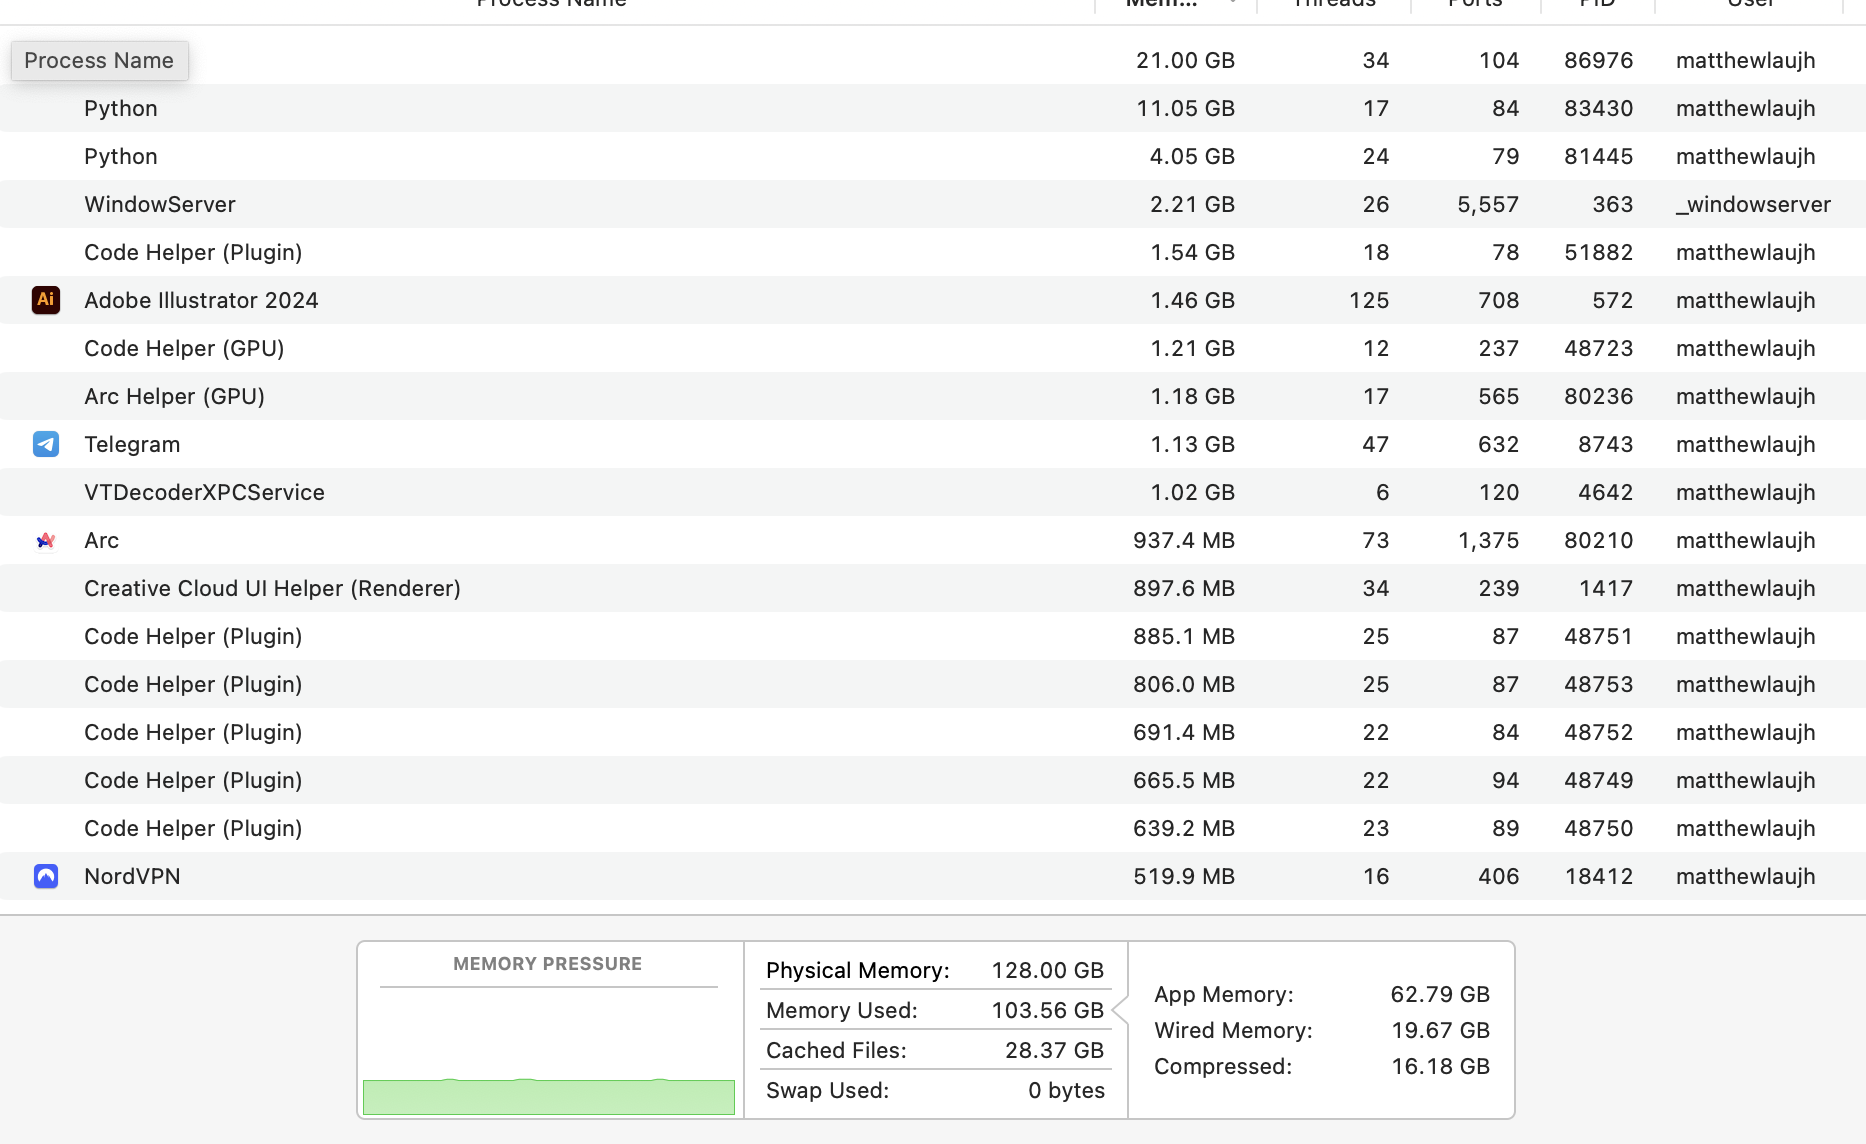 Process Name Mem... Threads Ports PID User
Process Name 21.00 GB 34 104 86976 matthewlaujh
Python 11.05 GB 17 84 83430 matthewlaujh
Python 4.05 GB 24 79 81445 matthewlaujh
WindowServer 2.21 GB 26 5,557 363 _windowserver
Code Helper (Plugin) 1.54 GB 18 78 51882 matthewlaujh
Ai Adobe Illustrator 2024 1.46 GB 125 708 572 matthewlaujh
Code Helper (GPU) 1.21 GB 12 237 48723 matthewlaujh
Arc Helper (GPU) 1.18 GB 17 565 80236 matthewlaujh
Telegram 1.13 GB 47 632 8743 matthewlaujh
VTDecoderXPCService 1.02 GB 6 120 4642 matthewlaujh
Arc 937.4 MB 73 1,375 80210 matthewlaujh
Creative Cloud UI Helper (Renderer) 897.6 MB 34 239 1417 matthewlaujh
Code Helper (Plugin) 885.1 MB 25 87 48751 matthewlaujh
Code Helper (Plugin) 806.0 MB 25 87 48753 matthewlaujh
Code Helper (Plugin) 691.4 MB 22 84 48752 matthewlaujh
Code Helper (Plugin) 665.5 MB 22 94 48749 matthewlaujh
Code Helper (Plugin) 639.2 MB 23 89 48750 matthewlaujh
NordVPN 519.9 MB 16 406 18412 matthewlaujh
MEMORY PRESSURE
Physical Memory: 128.00 GB
Memory Used: 103.56 GB
Cached Files: 28.37 GB
Swap Used: 0 bytes
App Memory: 62.79 GB
Wired Memory: 19.67 GB
Compressed: 16.18 GB